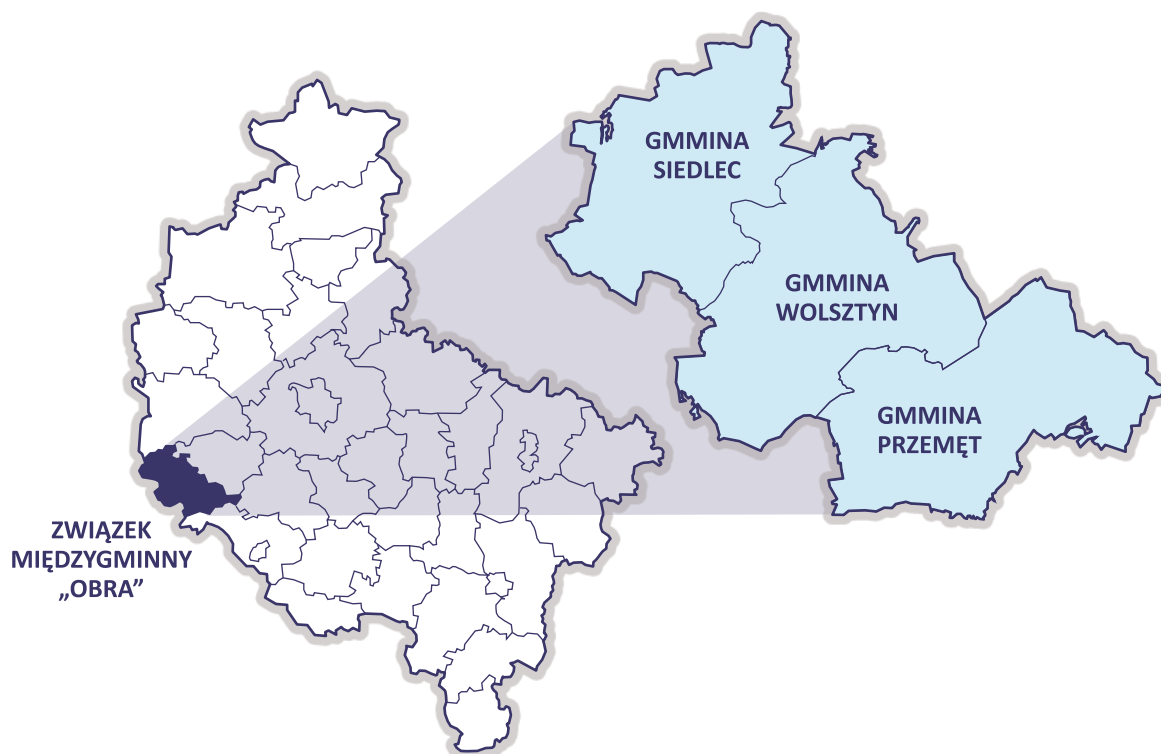 GMMINA
SIEDLEC
GMMINA
WOLSZTYN
GMMINA
PRZEMĘT
ZWIĄZEK
MIĘDZYGMINNY
„OBRA”